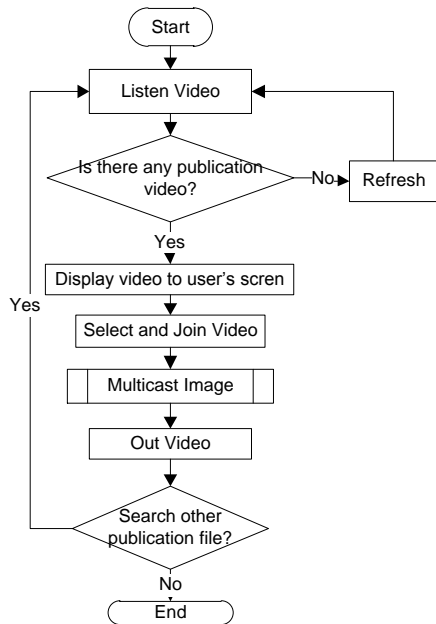 Start
Listen Video
Is there any publication
video?
No
Refresh
Yes
Display video to user's scren
Yes
Select and Join Video
Multicast Image
Out Video
Search other
publication file?
No
End